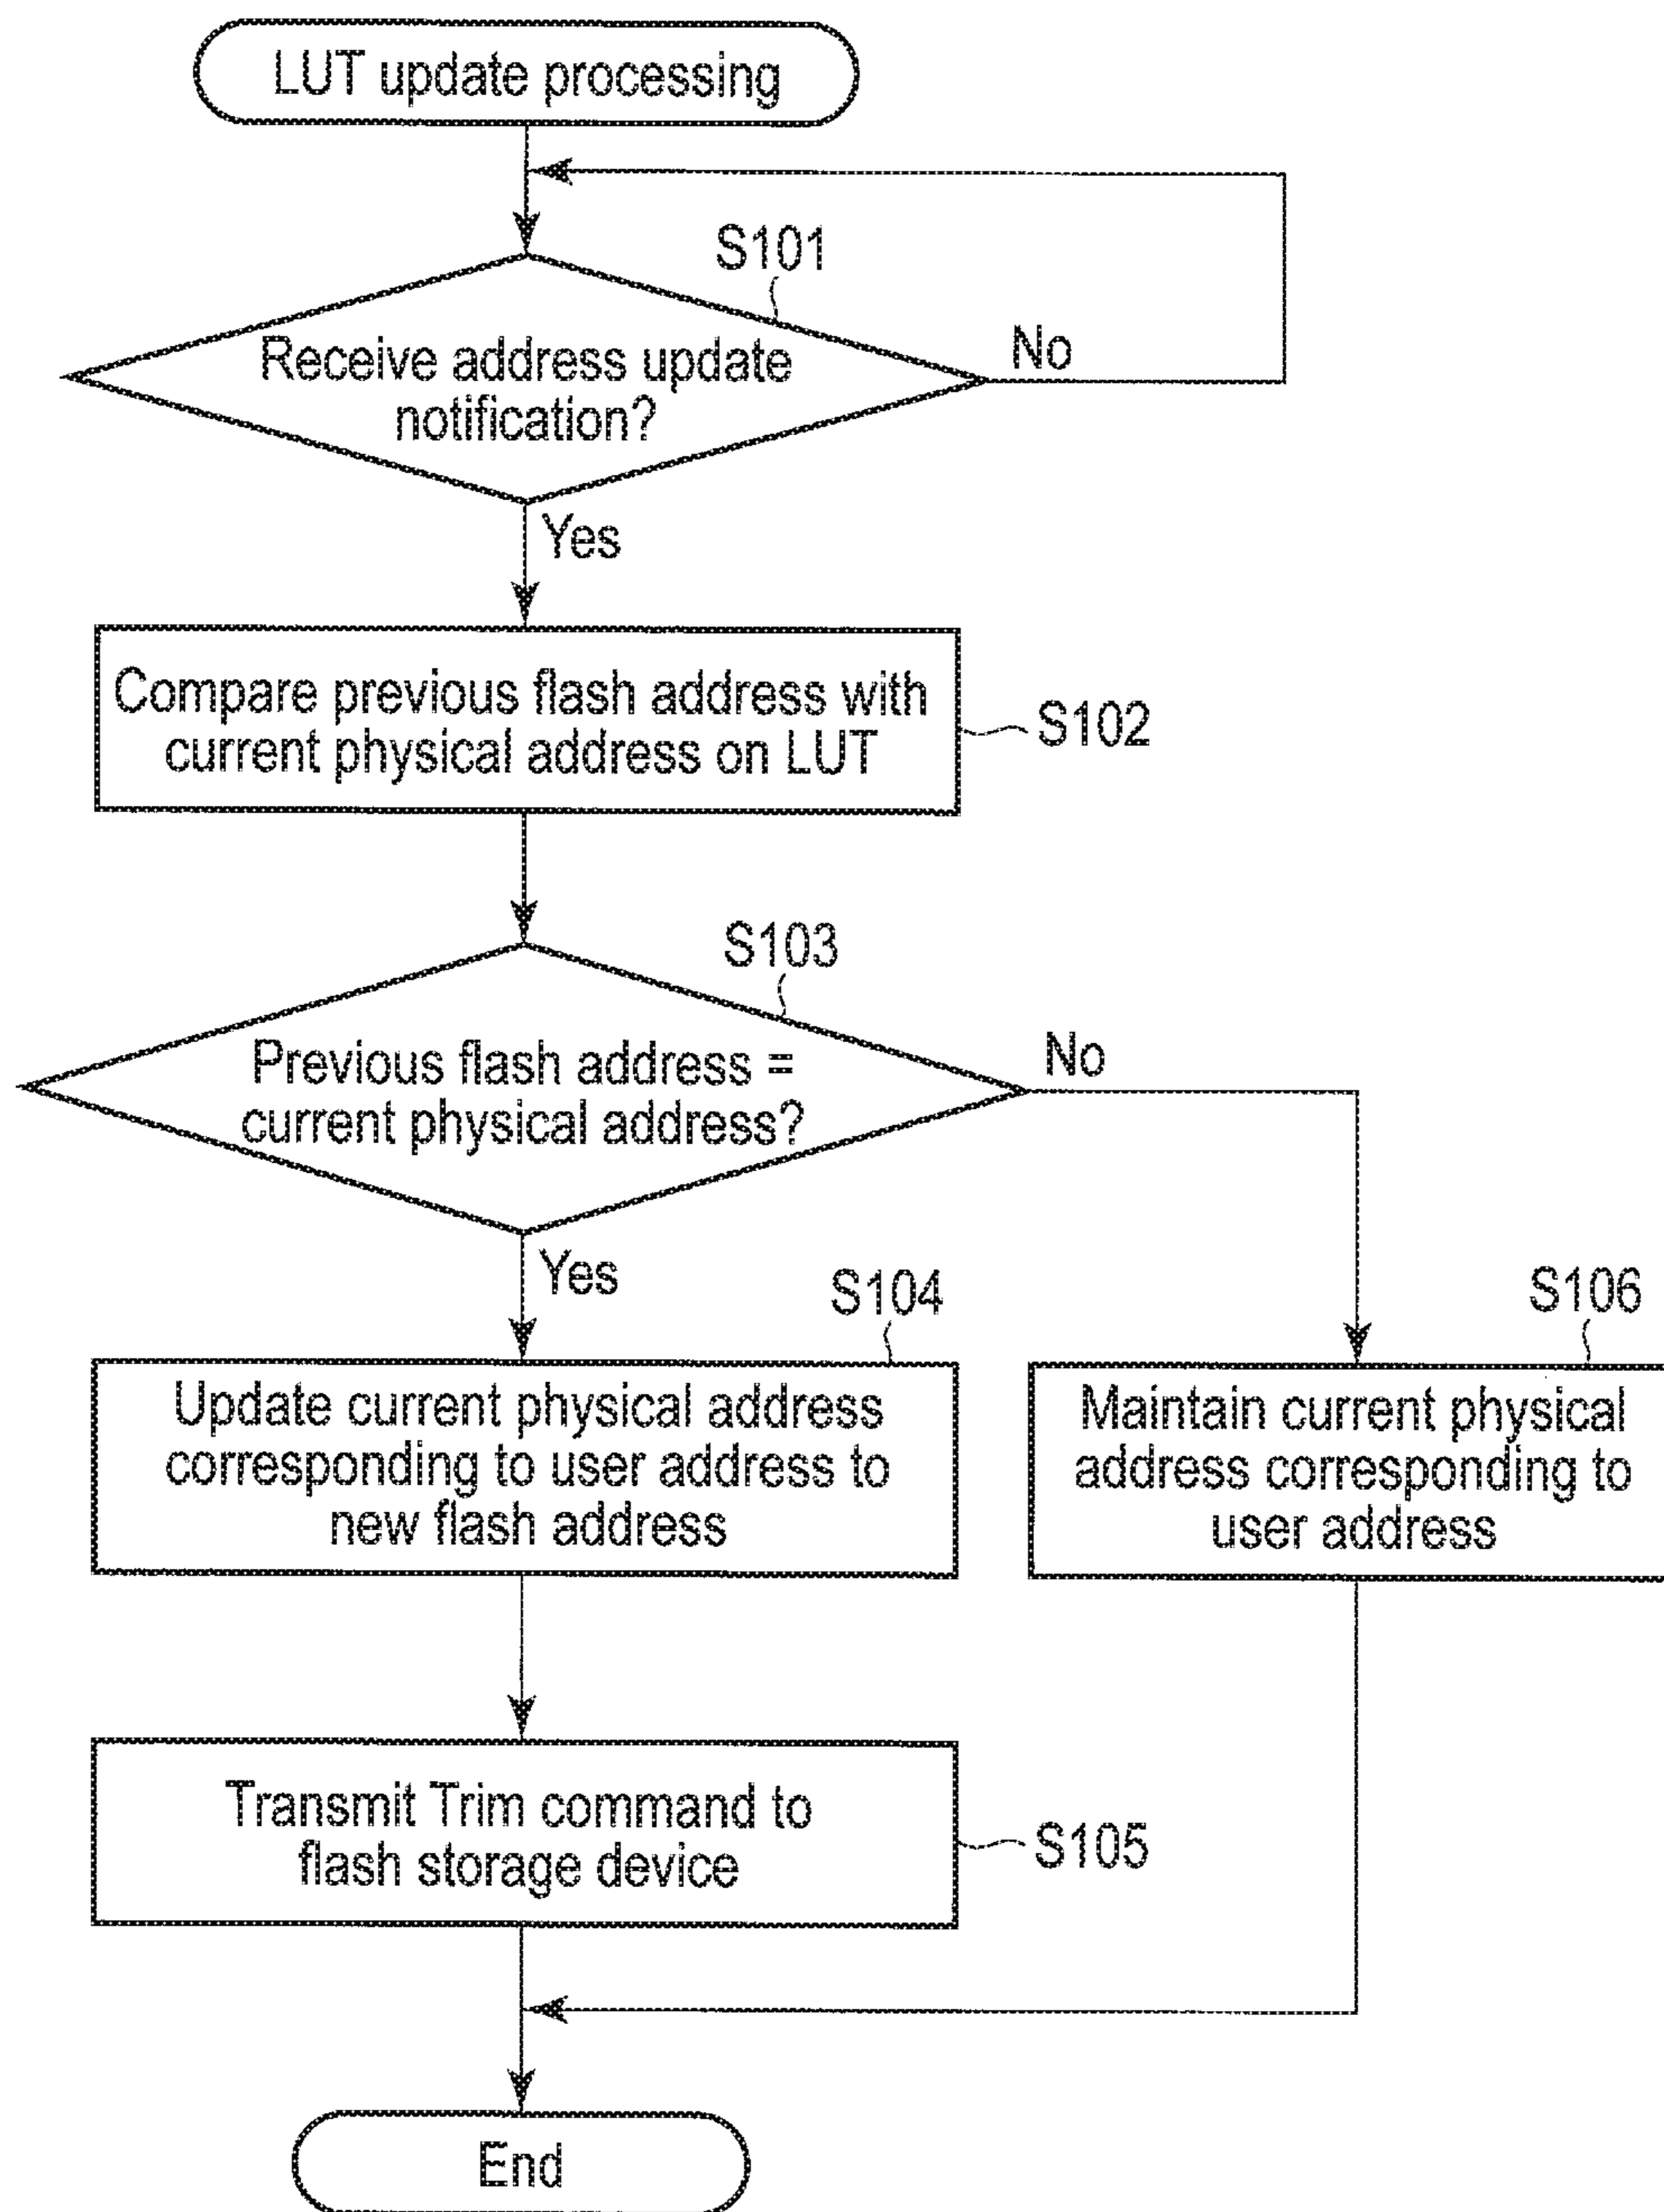 LUT update processing
S101
Receive address update
notification?
No
Yes
Compare previous flash address with
current physical address on LUT
S102
S103
Previous flash address =
current physical address?
No
Yes
S104
Update current physical address
corresponding to user address to
new flash address
S106
Maintain current physical
address corresponding to
user address
Transmit Trim command to
flash storage device
S105
End